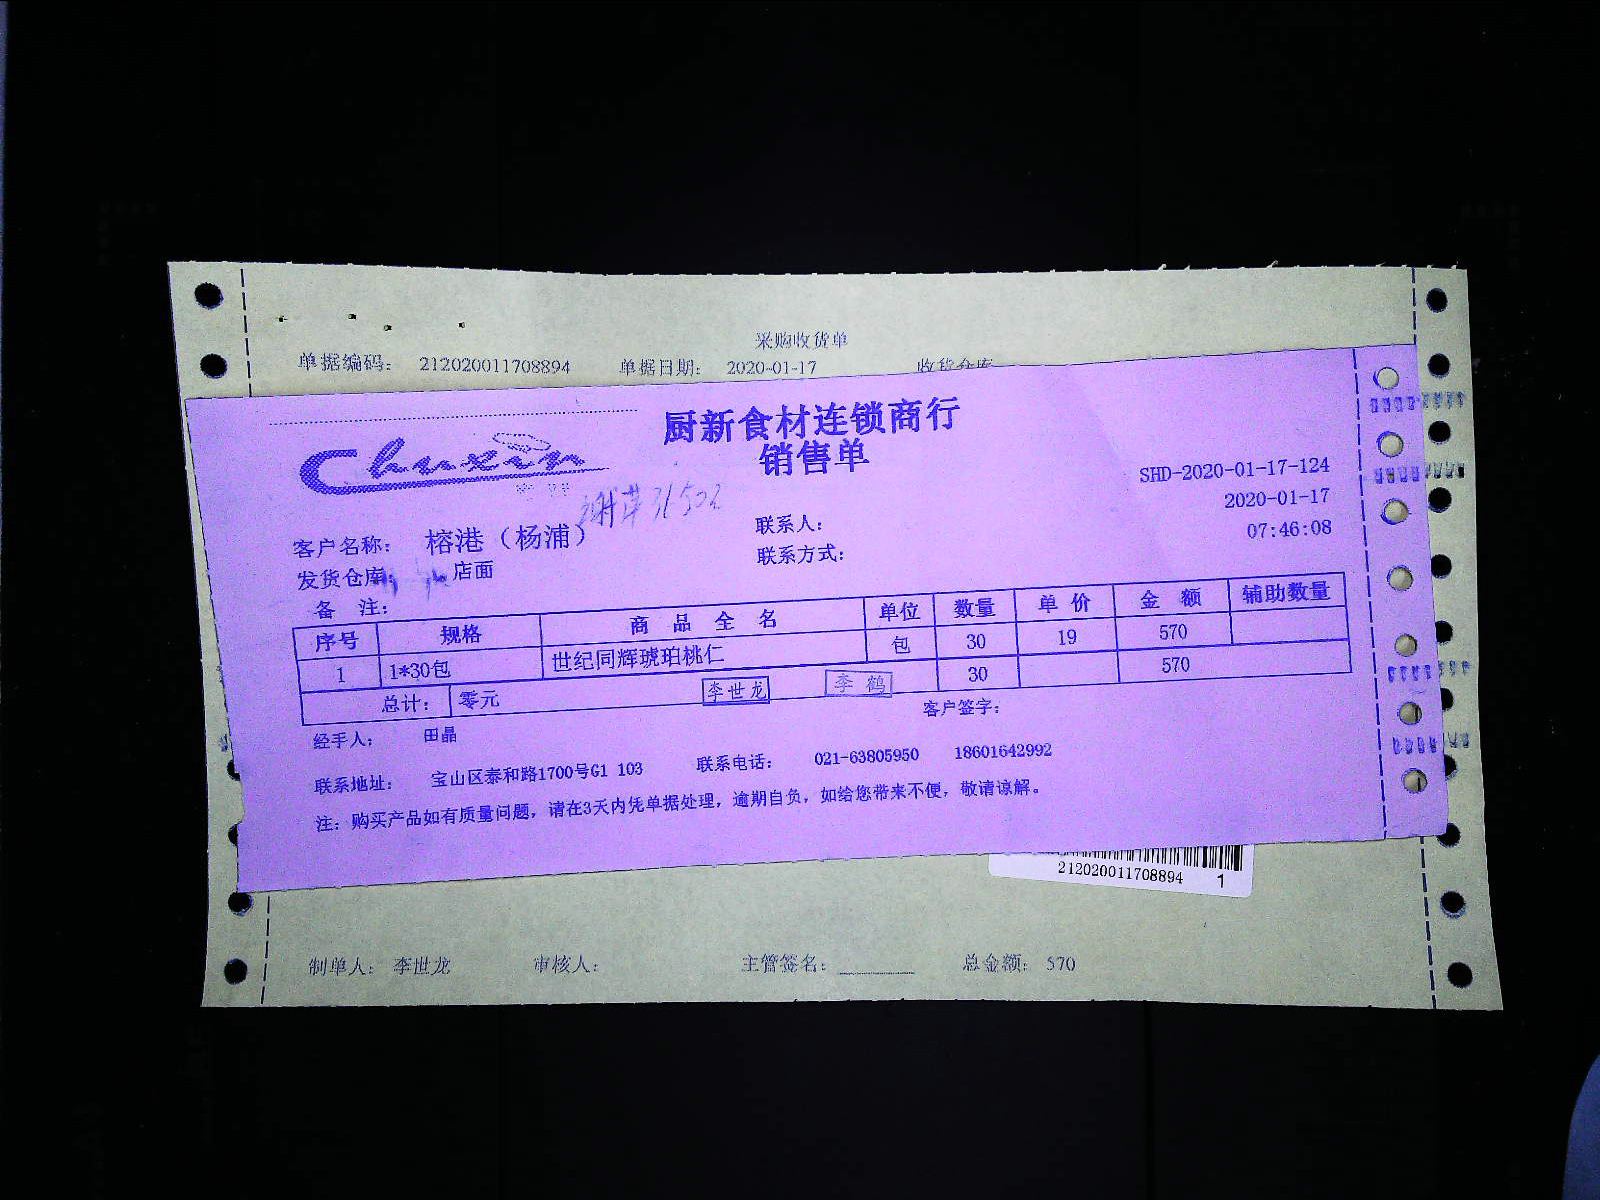 采购收货单
单据编码： 212020011708894 单据日期： 2020-01-17 收货仓库
Chuxin
厨新食材连锁商行
销售单
SHD-2020-01-17-124
2020-01-17
07:46:08
31502
客户名称： 榕港（杨浦） 联系人：
发货仓库： 店面 联系方式：
备 注：
序号 规格 商 品 全 名 单位 数量 单 价 金 额 辅助数量
1 1*30包 世纪同辉琥珀桃仁 包 30 19 570
总计： 零元 30 570
李世龙 李 鹤
经手人： 田晶 客户签字：
联系地址： 宝山区泰和路1700号G1 103 联系电话： 021-63805950 18601642992
注：购买产品如有质量问题，请在3天内凭单据处理，逾期自负，如给您带来不便，敬请谅解。
212020011708894 1
制单人： 李世龙 审核人： 主管签名： 总金额： 570